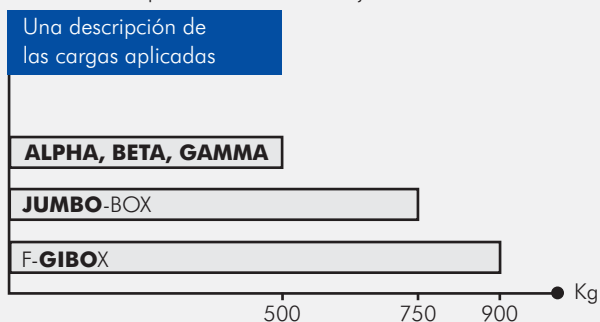 Una descripción de
las cargas aplicadas
ALPHA, BETA, GAMMA
JUMBO-BOX
F-GIBOX
Kg
500 750 900